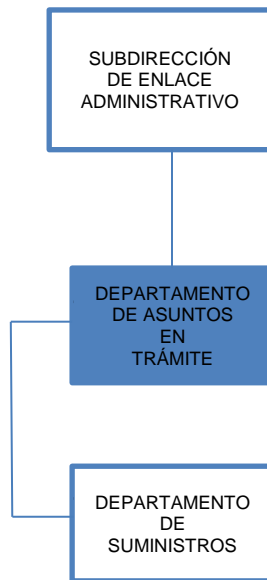 SUBDIRECCIÓN
DE ENLACE
ADMINISTRATIVO
DEPARTAMENTO
DE ASUNTOS
EN
TRÁMITE
DEPARTAMENTO
DE
SUMINISTROS